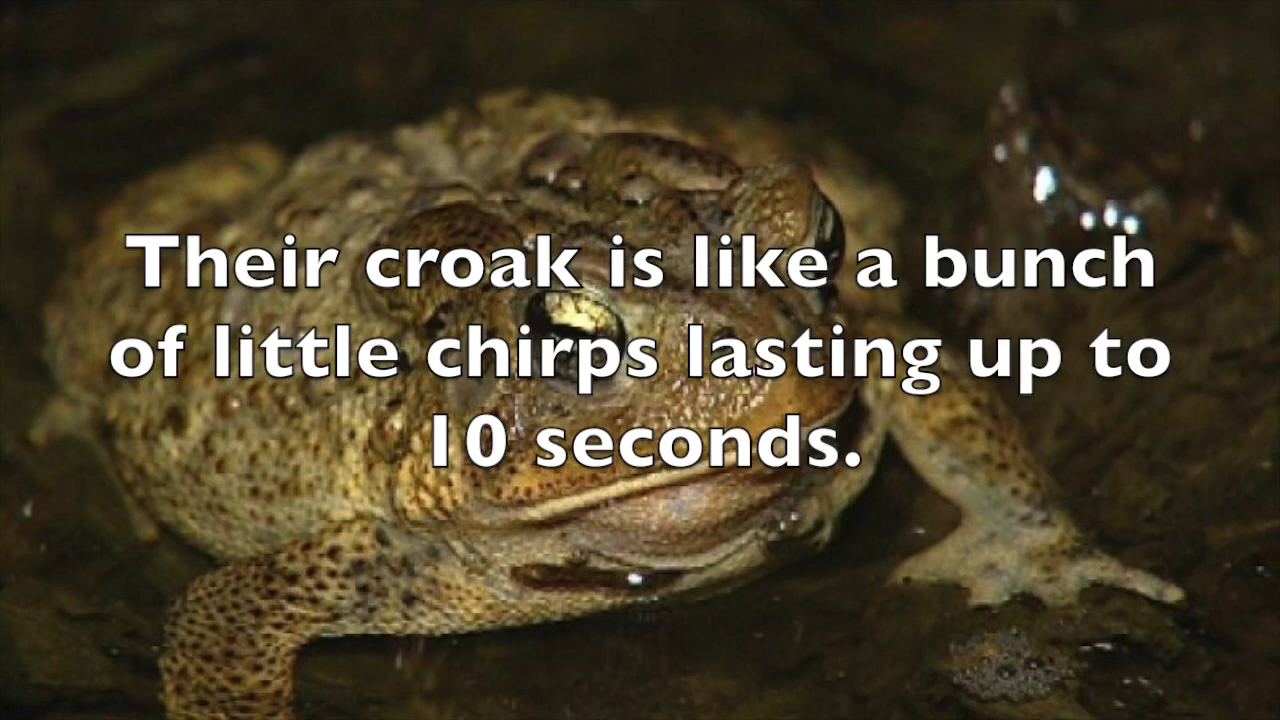 Their croak is like a bunch
of little chirps lasting up to
10 seconds.